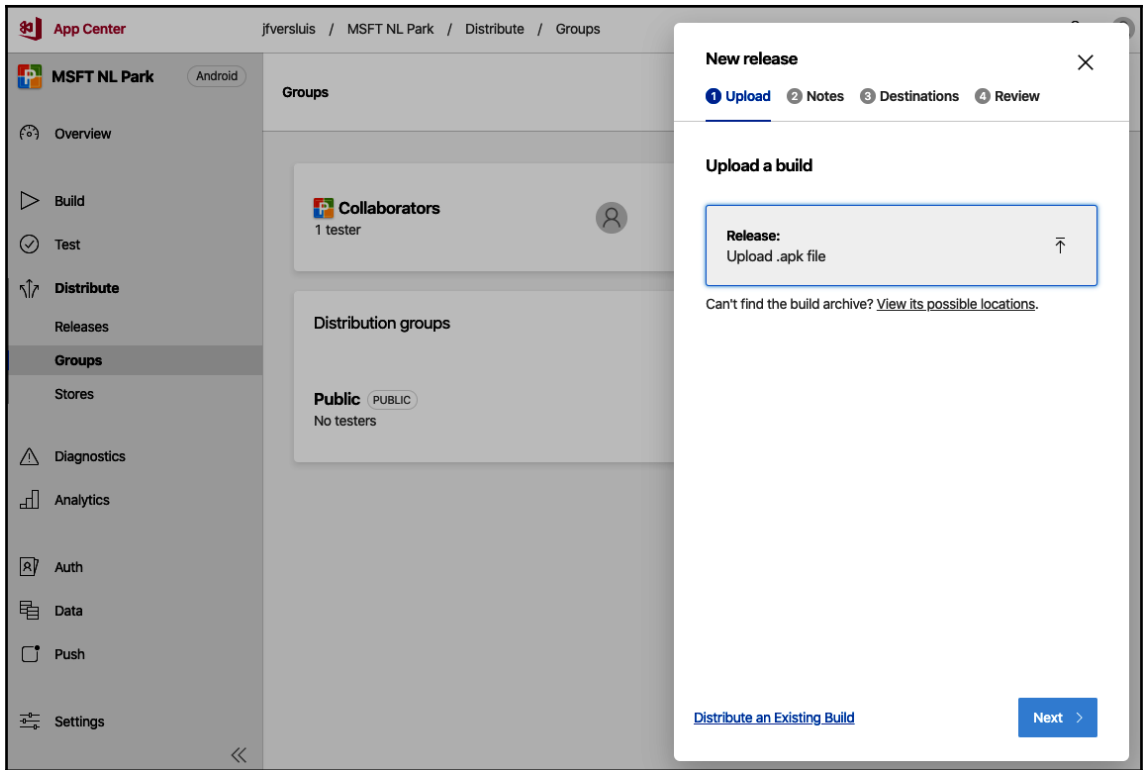 App Center
jfversluis / MSFT NL Park / Distribute / Groups
MSFT NL Park Android
Overview
Build
Test
Distribute
Releases
Groups
Stores
Diagnostics
Analytics
Auth
Data
Push
Settings
Groups
Collaborators
1 tester
Distribution groups
Public PUBLIC
No testers
New release
1 Upload 2 Notes 3 Destinations 4 Review
Upload a build
Release:
Upload .apk file
Can't find the build archive? View its possible locations.
Distribute an Existing Build
Next